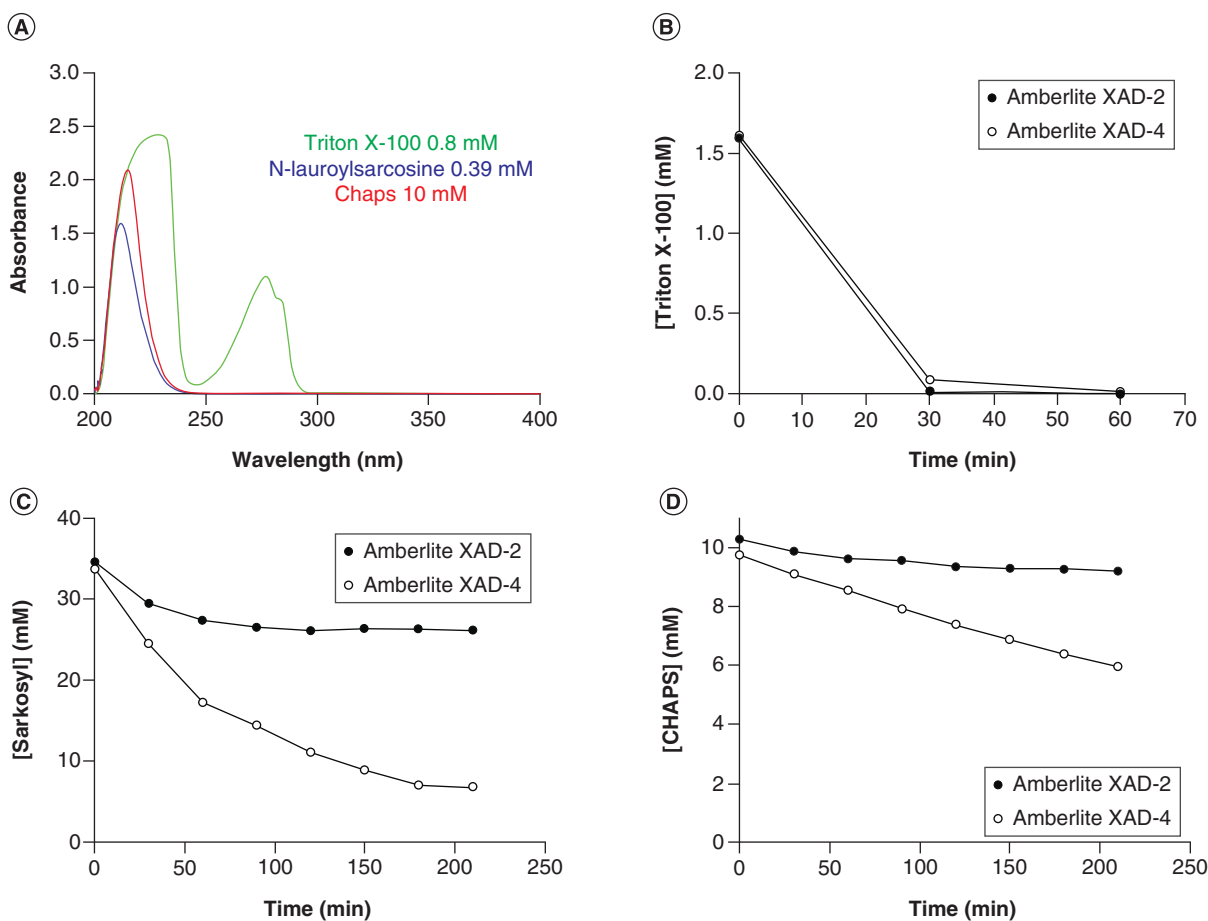 A
3.0
2.5
2.0
1.5
1.0
0.5
0.0
Absorbance
200 250 300 350 400
Wavelength (nm)
Triton X-100 0.8 mM
N-lauroylsarcosine 0.39 mM
Chaps 10 mM
B
2.0
1.5
1.0
0.5
0.0
[Triton X-100] (mM)
0 10 20 30 40 50 60 70
Time (min)
Amberlite XAD-2
Amberlite XAD-4
C
40
30
20
10
0
[Sarkosyl] (mM)
0 50 100 150 200 250
Time (min)
Amberlite XAD-2
Amberlite XAD-4
D
10
8
6
4
2
0
[CHAPS] (mM)
0 50 100 150 200 250
Time (min)
Amberlite XAD-2
Amberlite XAD-4